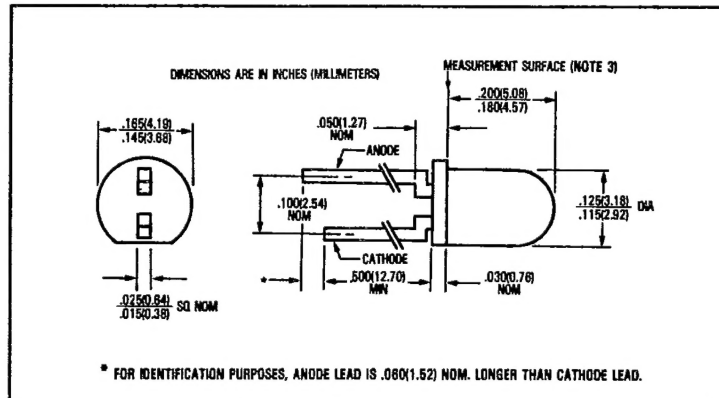 DIMENSIONS ARE IN INCHES (MILLIMETERS)
MEASUREMENT SURFACE (NOTE 3)
.200(5.08)
.180(4.57)
.165(4.19)
.145(3.68)
.050(1.27)
NOM
ANODE
.100(2.54)
NOM
.125(3.18)
.115(2.92) DIA
CATHODE
* .500(12.70)
MIN
.030(0.76)
NOM
.025(0.64)
.015(0.38) SQ NOM
* FOR IDENTIFICATION PURPOSES, ANODE LEAD IS .060(1.52) NOM. LONGER THAN CATHODE LEAD.